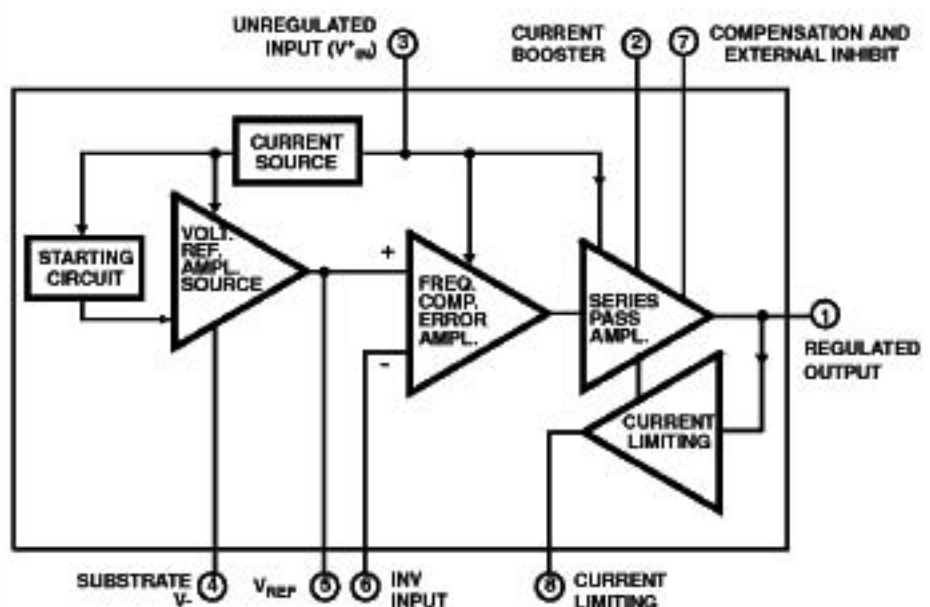 UNREGULATED
INPUT (V+IN)
3
CURRENT
BOOSTER
2
7
COMPENSATION AND
EXTERNAL INHIBIT
CURRENT
SOURCE
STARTING
CIRCUIT
VOLT.
REF.
AMPL.
SOURCE
+
-
FREQ.
COMP.
ERROR
AMPL.
SERIES
PASS
AMPL.
1
REGULATED
OUTPUT
CURRENT
LIMITING
SUBSTRATE
V-
4
VREF
5
6
INV
INPUT
8
CURRENT
LIMITING